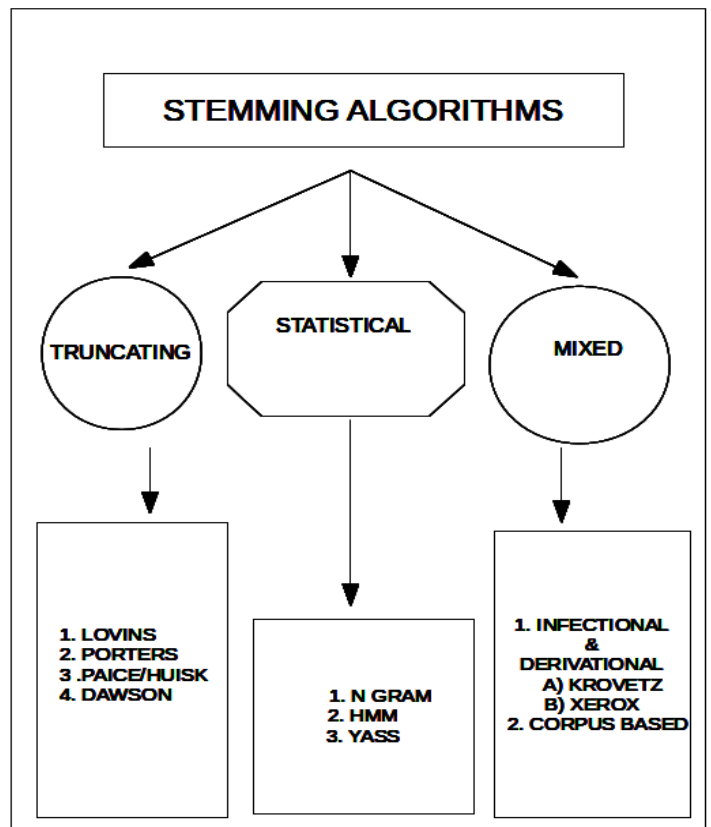 STEMMING ALGORITHMS
TRUNCATING
STATISTICAL
MIXED
1. LOVINS
2. PORTERS
3 .PAICE/HUISK
4. DAWSON
1. N GRAM
2. HMM
3. YASS
1. INFECTIONAL
&
DERIVATIONAL
A) KROVETZ
B) XEROX
2. CORPUS BASED